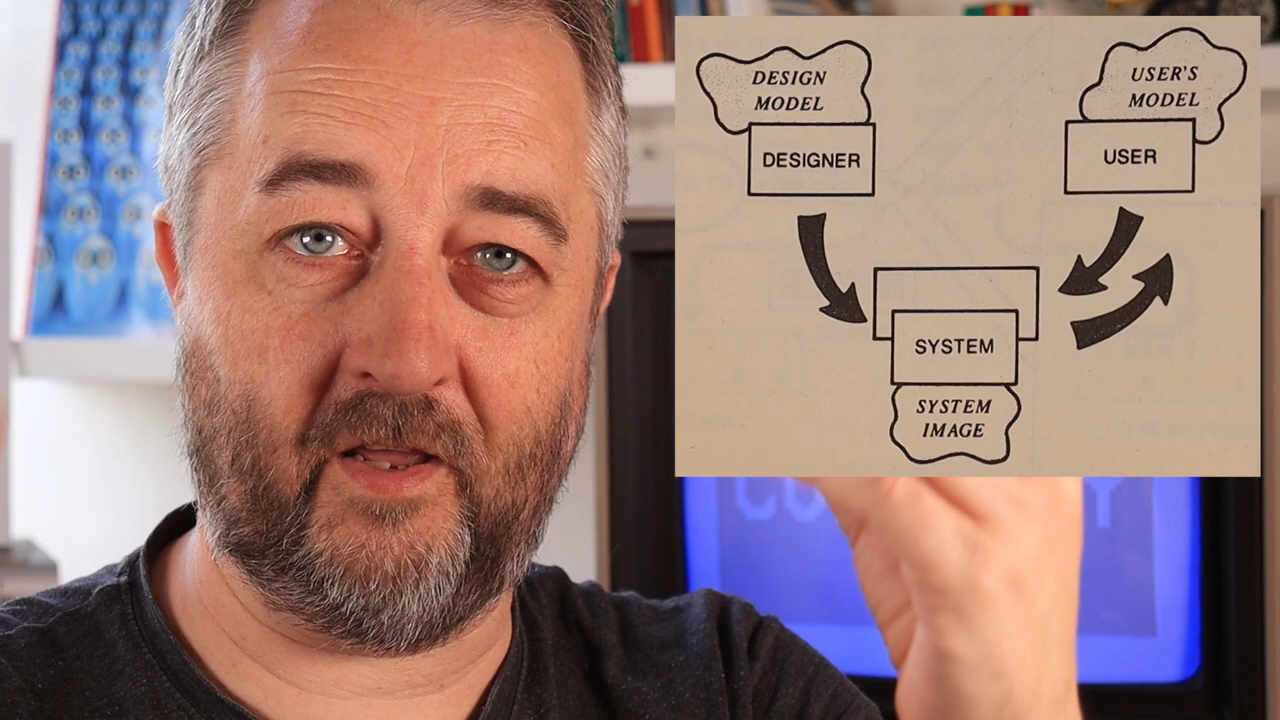 DESIGN
MODEL
DESIGNER
USER'S
MODEL
USER
SYSTEM
SYSTEM
IMAGE